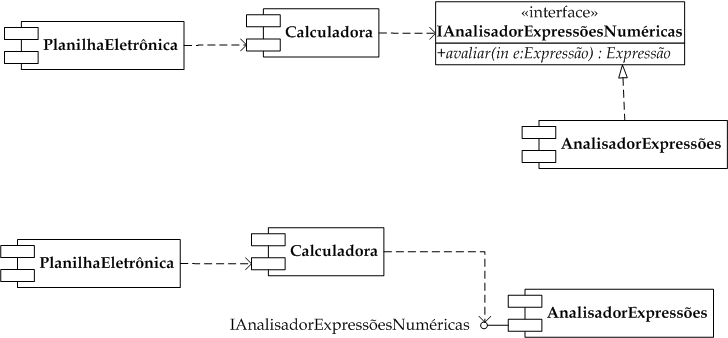 PlanilhaEletrônica
Calculadora
«interface»
IAnalisadorExpressõesNuméricas
+avaliar(in e:Expressão) : Expressão
AnalisadorExpressões
PlanilhaEletrônica
Calculadora
IAnalisadorExpressõesNuméricas
AnalisadorExpressões